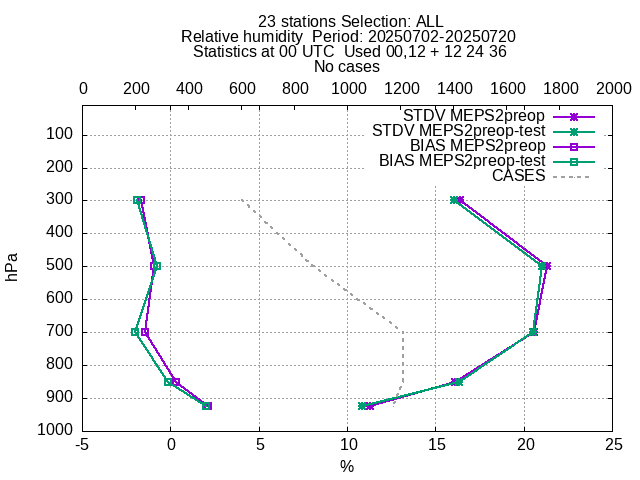 23 stations Selection: ALL
Relative humidity  Period: 20250702-20250720
Statistics at 00 UTC  Used 00,12 + 12 24 36
No cases
0 200 400 600 800 1000 1200 1400 1600 1800 2000
STDV MEPS2preop
STDV MEPS2preop-test
BIAS MEPS2preop
BIAS MEPS2preop-test
CASES
100
200
300
400
500
600
700
800
900
1000
hPa
-5 0 5 10 15 20 25
%